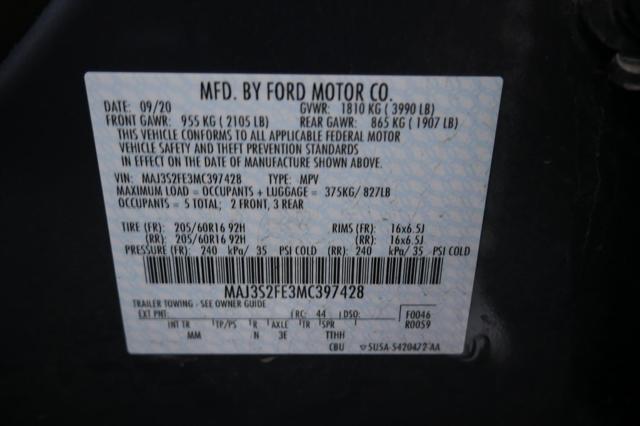 MFD. BY FORD MOTOR CO.
DATE: 09/20 GVWR: 1810 KG ( 3990 LB)
FRONT GAWR: 955 KG ( 2105 LB) REAR GAWR: 865 KG ( 1907 LB)
THIS VEHICLE CONFORMS TO ALL APPLICABLE FEDERAL MOTOR
VEHICLE SAFETY AND THEFT PREVENTION STANDARDS
IN EFFECT ON THE DATE OF MANUFACTURE SHOWN ABOVE.
VIN: MAJ3S2FE3MC397428 TYPE: MPV
MAXIMUM LOAD = OCCUPANTS + LUGGAGE = 375KG/ 827LB
OCCUPANTS = 5 TOTAL; 2 FRONT, 3 REAR
TIRE (FR): 205/60R16 92H RIMS (FR): 16x6.5J
(RR): 205/60R16 92H (RR): 16x6.5J
PRESSURE (FR): 240 kPa/ 35 PSI COLD (RR): 240 kPa/ 35 PSI COLD
MAJ3S2FE3MC397428
TRAILER TOWING - SEE OWNER GUIDE
EXT PNT: RC: 44 DSO: F0046
R0059
INT TR TP/PS R AXLE TR SPR
MM N 3E TTHH
CBU SU5A-5420472-AA